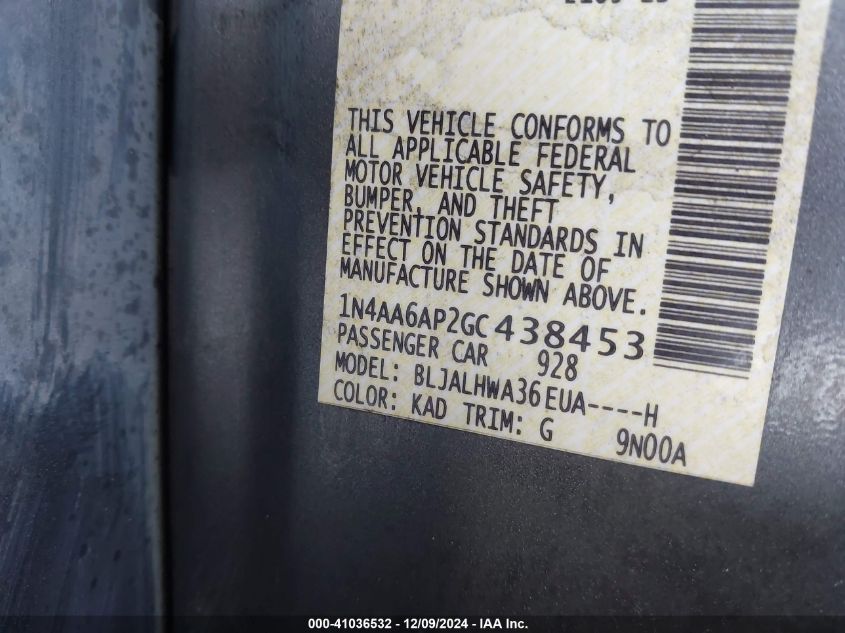 THIS VEHICLE CONFORMS TO
ALL APPLICABLE FEDERAL
MOTOR VEHICLE SAFETY,
BUMPER, AND THEFT
PREVENTION STANDARDS IN
EFFECT ON THE DATE OF
MANUFACTURE SHOWN ABOVE.
1N4AA6AP2GC438453
PASSENGER CAR 928
MODEL: BLJALHWA36EUA----H
COLOR: KAD TRIM: G 9N00A
000-41036532 - 12/09/2024 - IAA Inc.